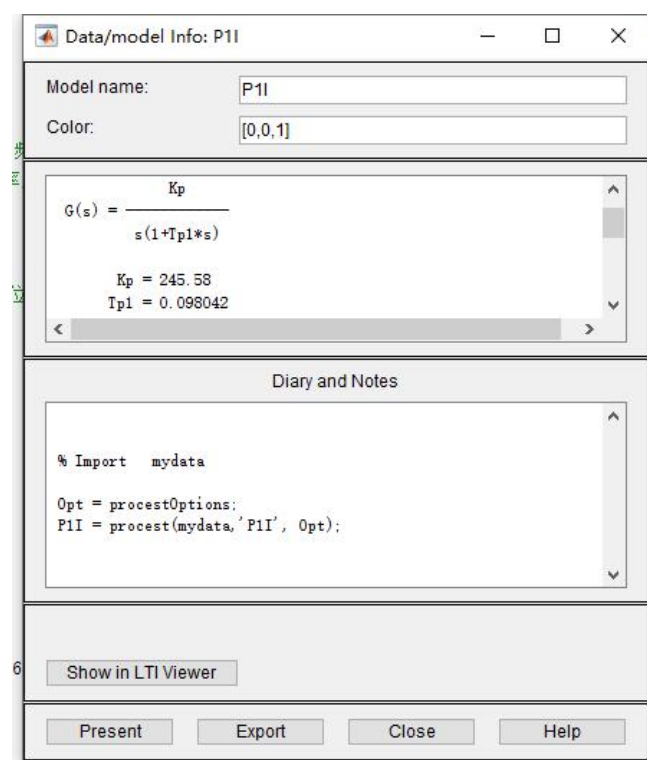 Data/model Info: P1I
Model name: P1I
Color: [0,0,1]
Kp
G(s) = -----------
s(1+Tp1*s)
Kp = 245.58
Tp1 = 0.098042
Diary and Notes
% Import mydata
Opt = procestOptions;
P1I = procest(mydata,'P1I', Opt);
6
Show in LTI Viewer
Present Export Close Help